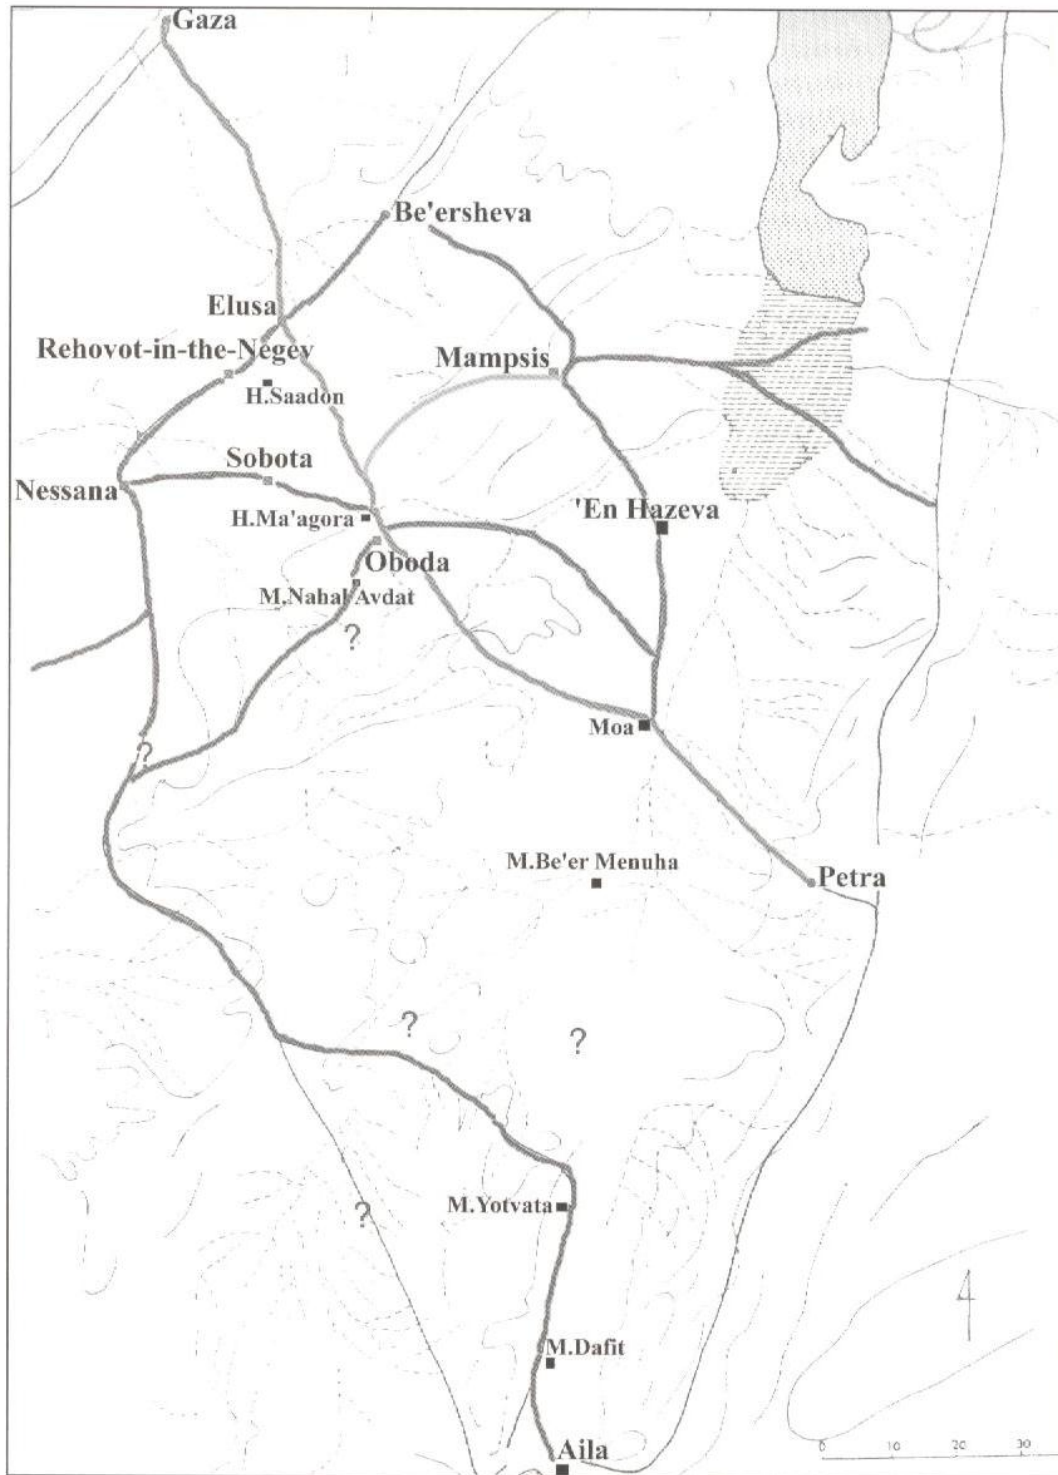 Gaza
Be'ersheva
Elusa
Rehovot-in-the-Negev
Mampsis
H.Saadon
Sobota
Nessana
H.Ma'agora
'En Hazeva
Oboda
M.Nahal Avdat
?
Moa
?
M.Be'er Menuha
Petra
?
?
M.Yotvata
?
M.Dafit
Aila
0 10 20 30